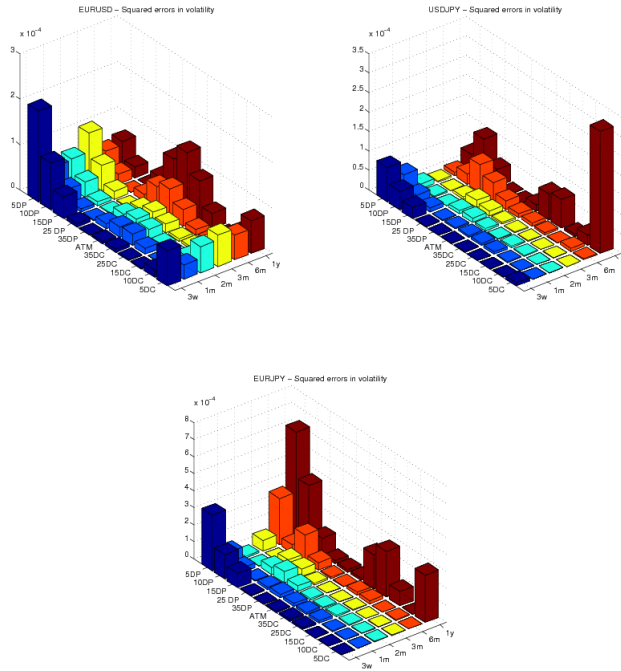 EURUSD – Squared errors in volatility
x 10⁻⁴
3
2
1
0
5DP
10DP
15DP
25 DP
35DP
ATM
35DC
25DC
15DC
10DC
5DC
3w
1m
2m
3m
6m
1y
USDJPY – Squared errors in volatility
x 10⁻⁴
3.5
3
2.5
2
1.5
1
0.5
0
5DP
10DP
15DP
25 DP
35DP
ATM
35DC
25DC
15DC
10DC
5DC
3w
1m
2m
3m
6m
1y
EURJPY – Squared errors in volatility
x 10⁻⁴
8
7
6
5
4
3
2
1
0
5DP
10DP
15DP
25 DP
35DP
ATM
35DC
25DC
15DC
10DC
5DC
3w
1m
2m
3m
6m
1y